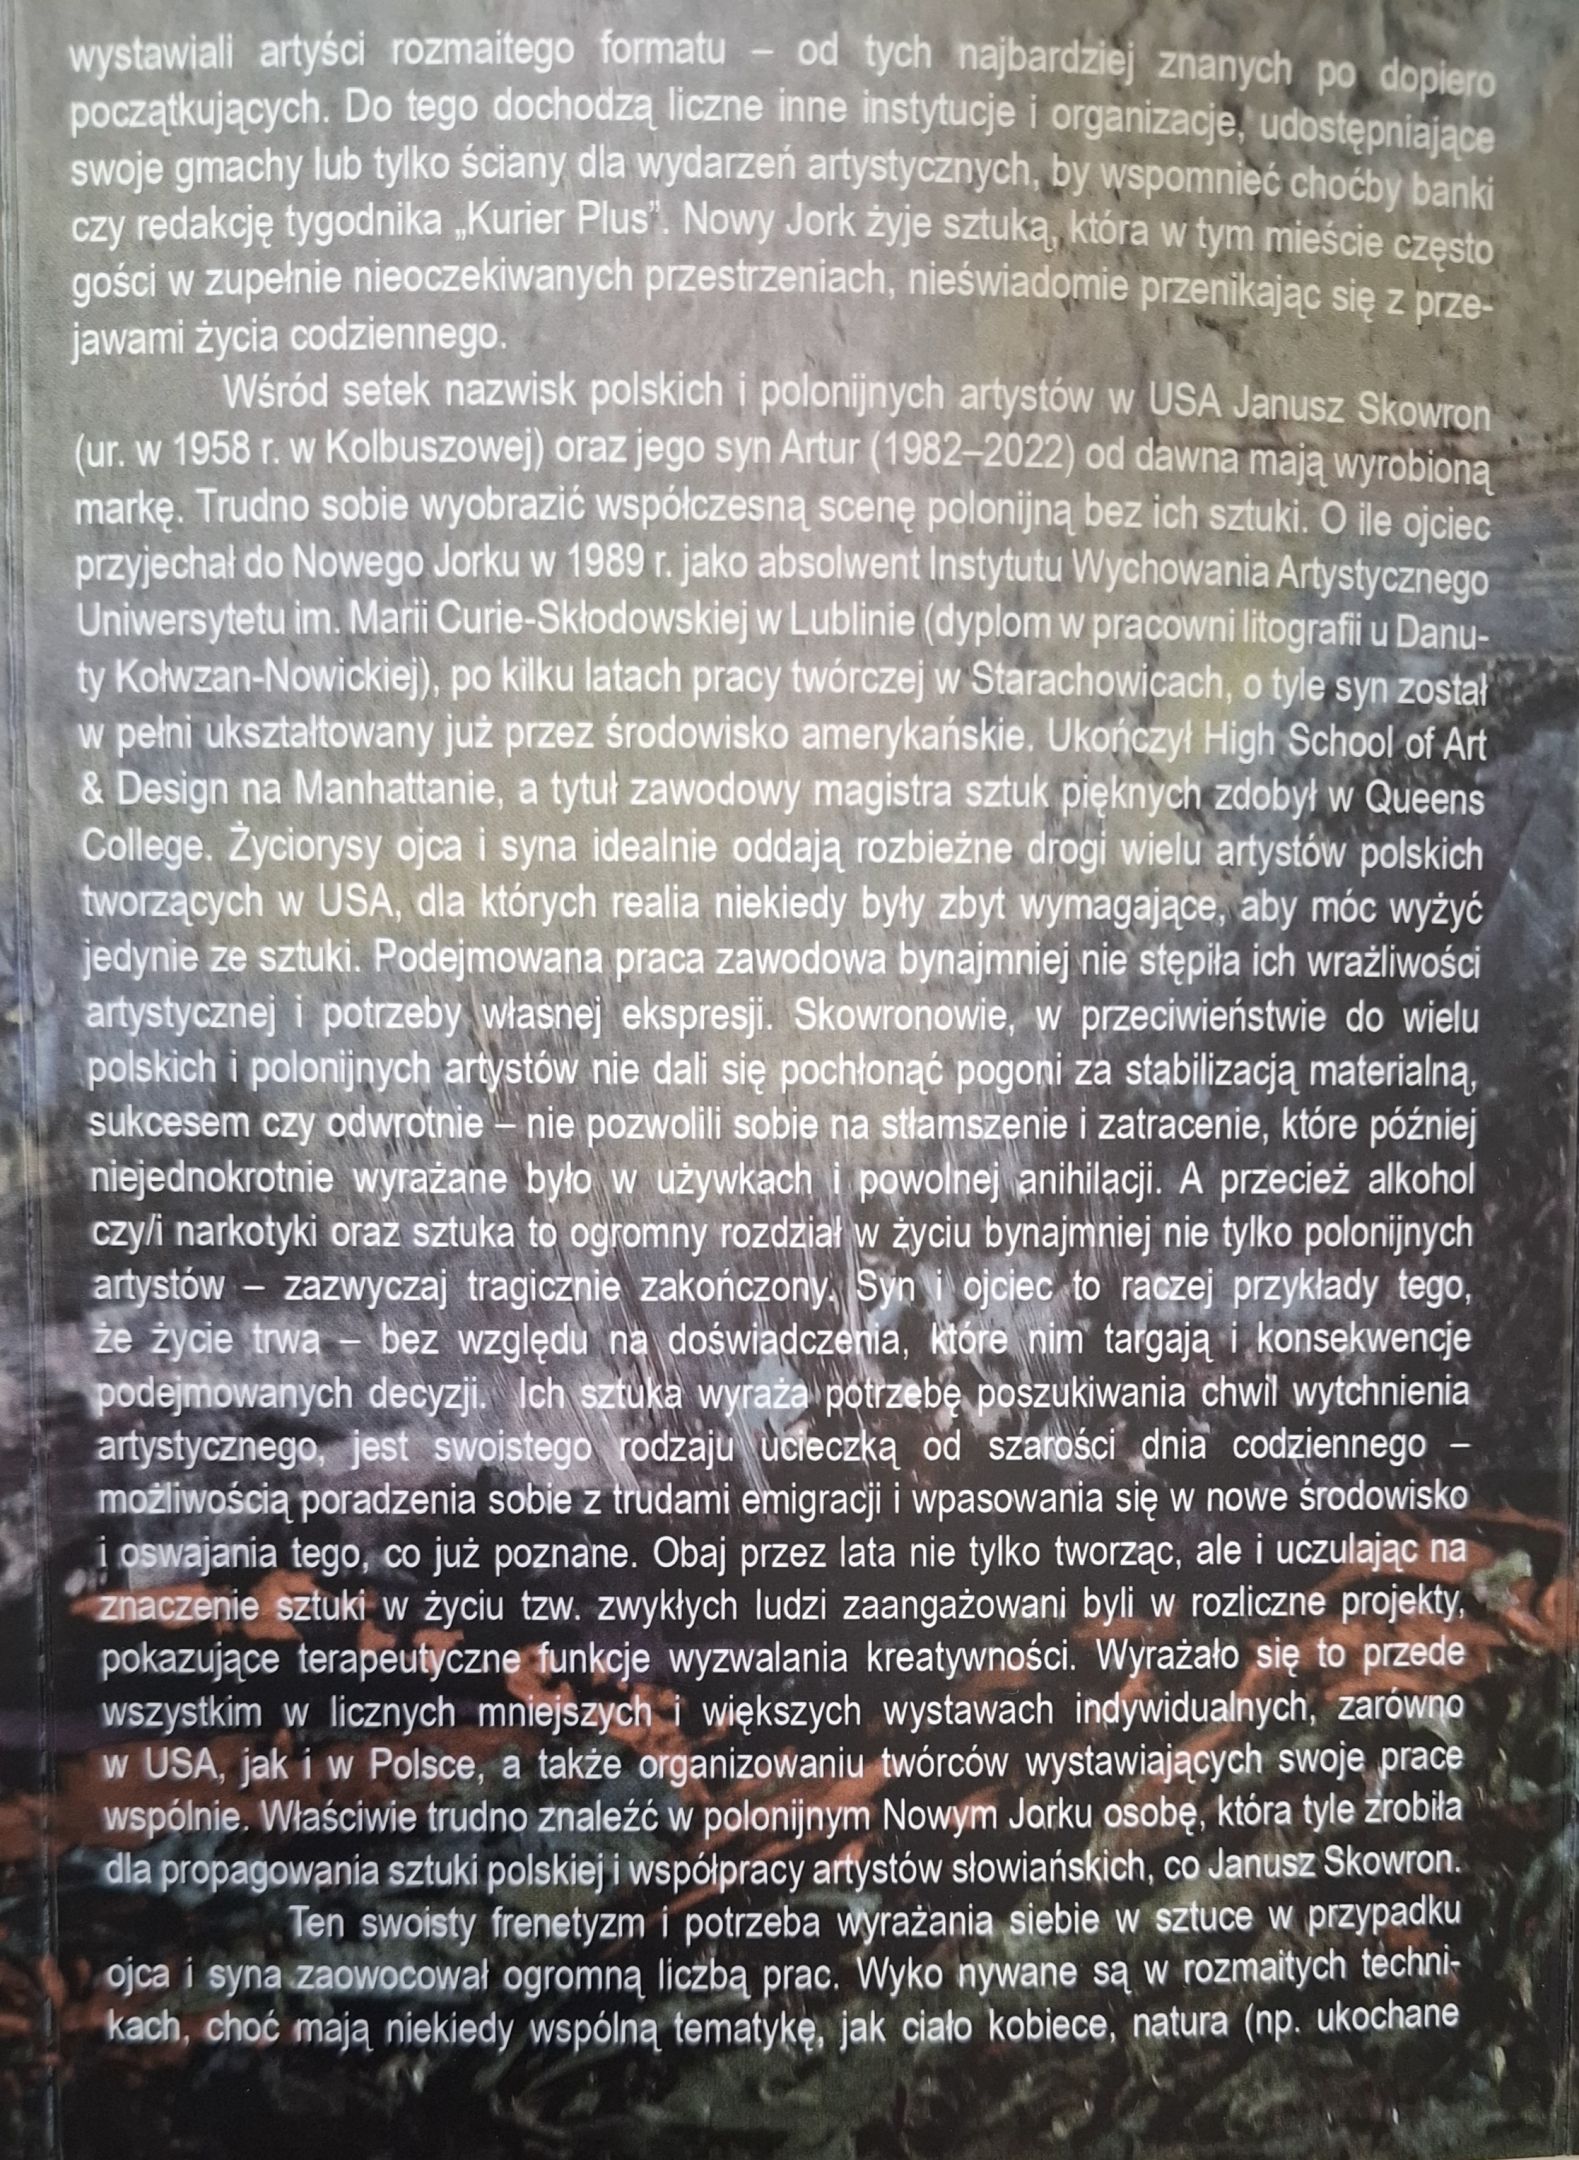 wystawiali artyści rozmaitego formatu – od tych najbardziej znanych po dopiero
początkujących. Do tego dochodzą liczne inne instytucje i organizacje, udostępniające
swoje gmachy lub tylko ściany dla wydarzeń artystycznych, by wspomnieć choćby banki
czy redakcję tygodnika „Kurier Plus”. Nowy Jork żyje sztuką, która w tym mieście często
gości w zupełnie nieoczekiwanych przestrzeniach, nieświadomie przenikając się z prze-
jawami życia codziennego.
Wśród setek nazwisk polskich i polonijnych artystów w USA Janusz Skowron
(ur. w 1958 r. w Kolbuszowej) oraz jego syn Artur (1982–2022) od dawna mają wyrobioną
markę. Trudno sobie wyobrazić współczesną scenę polonijną bez ich sztuki. O ile ojciec
przyjechał do Nowego Jorku w 1989 r. jako absolwent Instytutu Wychowania Artystycznego
Uniwersytetu im. Marii Curie-Skłodowskiej w Lublinie (dyplom w pracowni litografii u Danu-
ty Kołwzan-Nowickiej), po kilku latach pracy twórczej w Starachowicach, o tyle syn został
w pełni ukształtowany już przez środowisko amerykańskie. Ukończył High School of Art
& Design na Manhattanie, a tytuł zawodowy magistra sztuk pięknych zdobył w Queens
College. Życiorysy ojca i syna idealnie oddają rozbieżne drogi wielu artystów polskich
tworzących w USA, dla których realia niekiedy były zbyt wymagające, aby móc wyżyć
jedynie ze sztuki. Podejmowana praca zawodowa bynajmniej nie stępiła ich wrażliwości
artystycznej i potrzeby własnej ekspresji. Skowronowie, w przeciwieństwie do wielu
polskich i polonijnych artystów nie dali się pochłonąć pogoni za stabilizacją materialną,
sukcesem czy odwrotnie – nie pozwolili sobie na stłamszenie i zatracenie, które później
niejednokrotnie wyrażane było w używkach i powolnej anihilacji. A przecież alkohol
czy/i narkotyki oraz sztuka to ogromny rozdział w życiu bynajmniej nie tylko polonijnych
artystów – zazwyczaj tragicznie zakończony. Syn i ojciec to raczej przykłady tego,
że życie trwa – bez względu na doświadczenia, które nim targają i konsekwencje
podejmowanych decyzji. Ich sztuka wyraża potrzebę poszukiwania chwil wytchnienia
artystycznego, jest swoistego rodzaju ucieczką od szarości dnia codziennego –
możliwością poradzenia sobie z trudami emigracji i wpasowania się w nowe środowisko
i oswajania tego, co już poznane. Obaj przez lata nie tylko tworząc, ale i uczulając na
znaczenie sztuki w życiu tzw. zwykłych ludzi zaangażowani byli w rozliczne projekty,
pokazujące terapeutyczne funkcje wyzwalania kreatywności. Wyrażało się to przede
wszystkim w licznych mniejszych i większych wystawach indywidualnych, zarówno
w USA, jak i w Polsce, a także organizowaniu twórców wystawiających swoje prace
wspólnie. Właściwie trudno znaleźć w polonijnym Nowym Jorku osobę, która tyle zrobiła
dla propagowania sztuki polskiej i współpracy artystów słowiańskich, co Janusz Skowron.
Ten swoisty frenetyzm i potrzeba wyrażania siebie w sztuce w przypadku
ojca i syna zaowocował ogromną liczbą prac. Wyko nywane są w rozmaitych techni-
kach, choć mają niekiedy wspólną tematykę, jak ciało kobiece, natura (np. ukochane